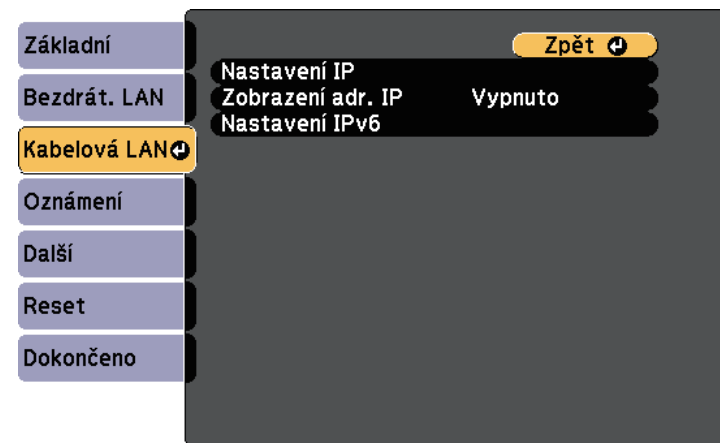 Základní
Bezdrát. LAN
Kabelová LAN
Oznámení
Další
Reset
Dokončeno
Zpět
Nastavení IP
Zobrazení adr. IP Vypnuto
Nastavení IPv6